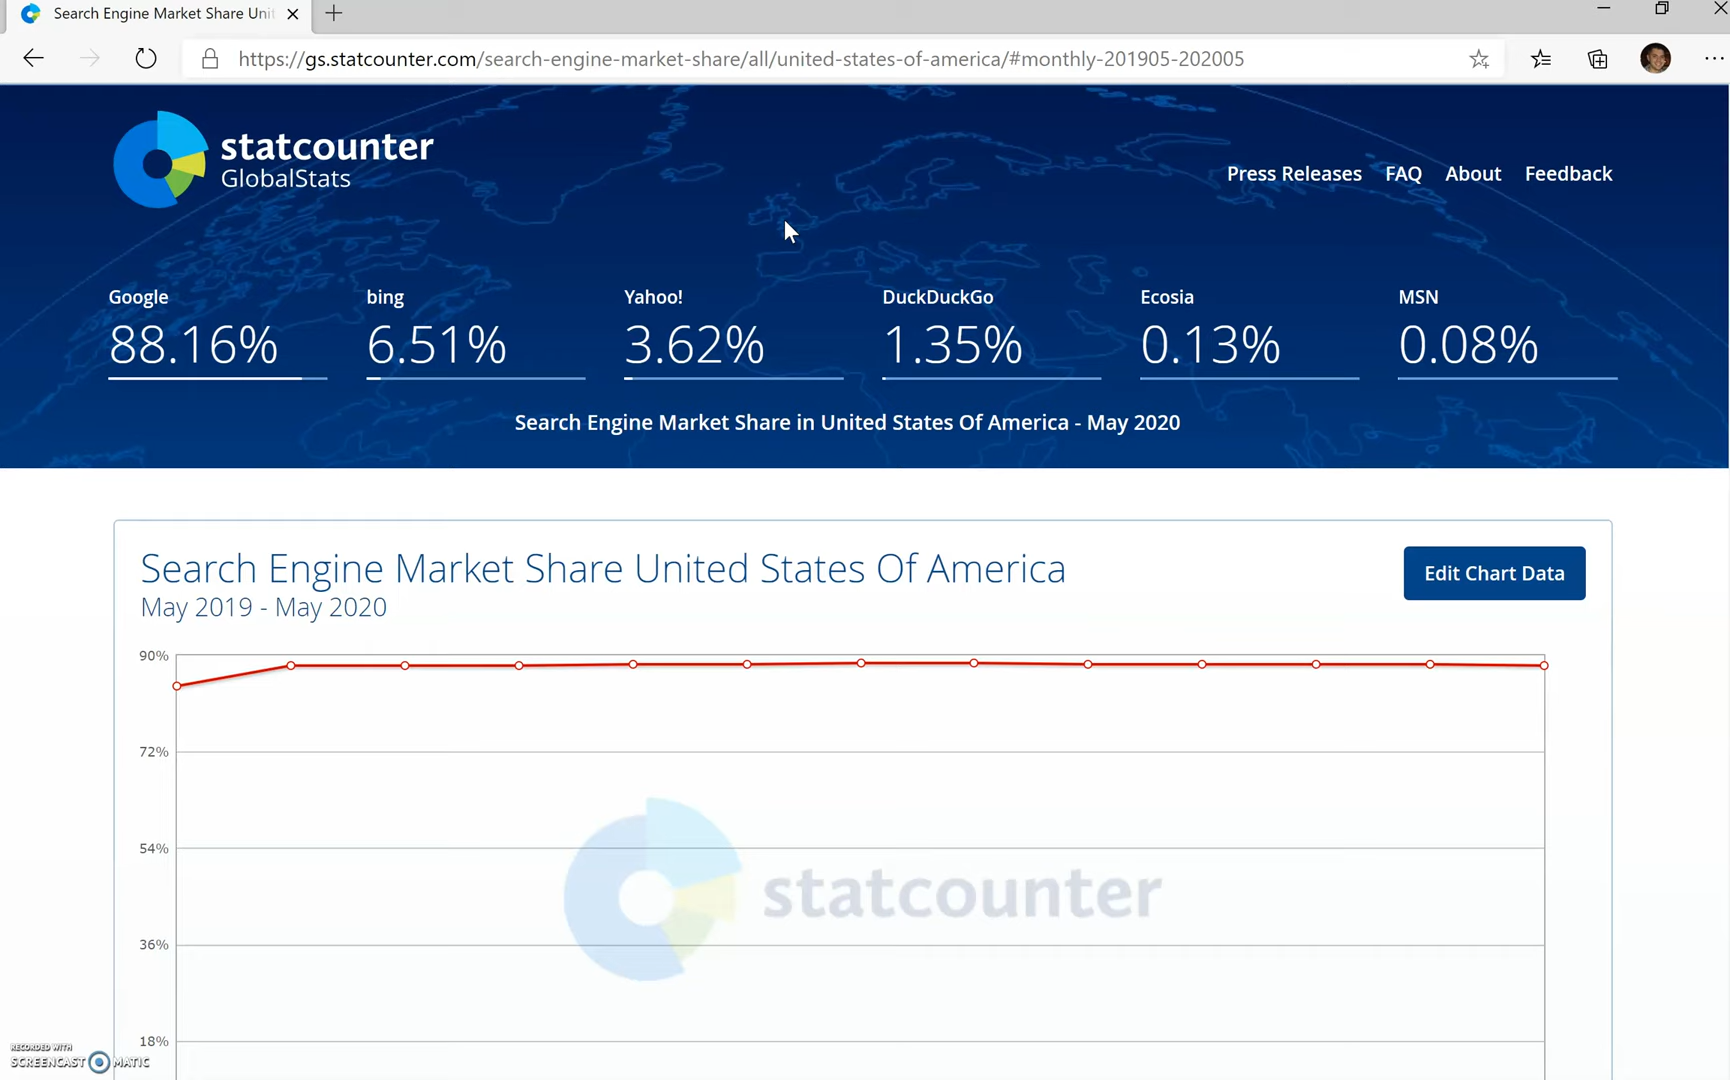 Search Engine Market Share Unit
https://gs.statcounter.com/search-engine-market-share/all/united-states-of-america/#monthly-201905-202005
statcounter
GlobalStats
Press Releases FAQ About Feedback
Google bing Yahoo! DuckDuckGo Ecosia MSN
88.16% 6.51% 3.62% 1.35% 0.13% 0.08%
Search Engine Market Share in United States Of America - May 2020
Search Engine Market Share United States Of America
May 2019 - May 2020
Edit Chart Data
90%
72%
54%
statcounter
36%
18%
RECORDED WITH
SCREENCAST MATIC